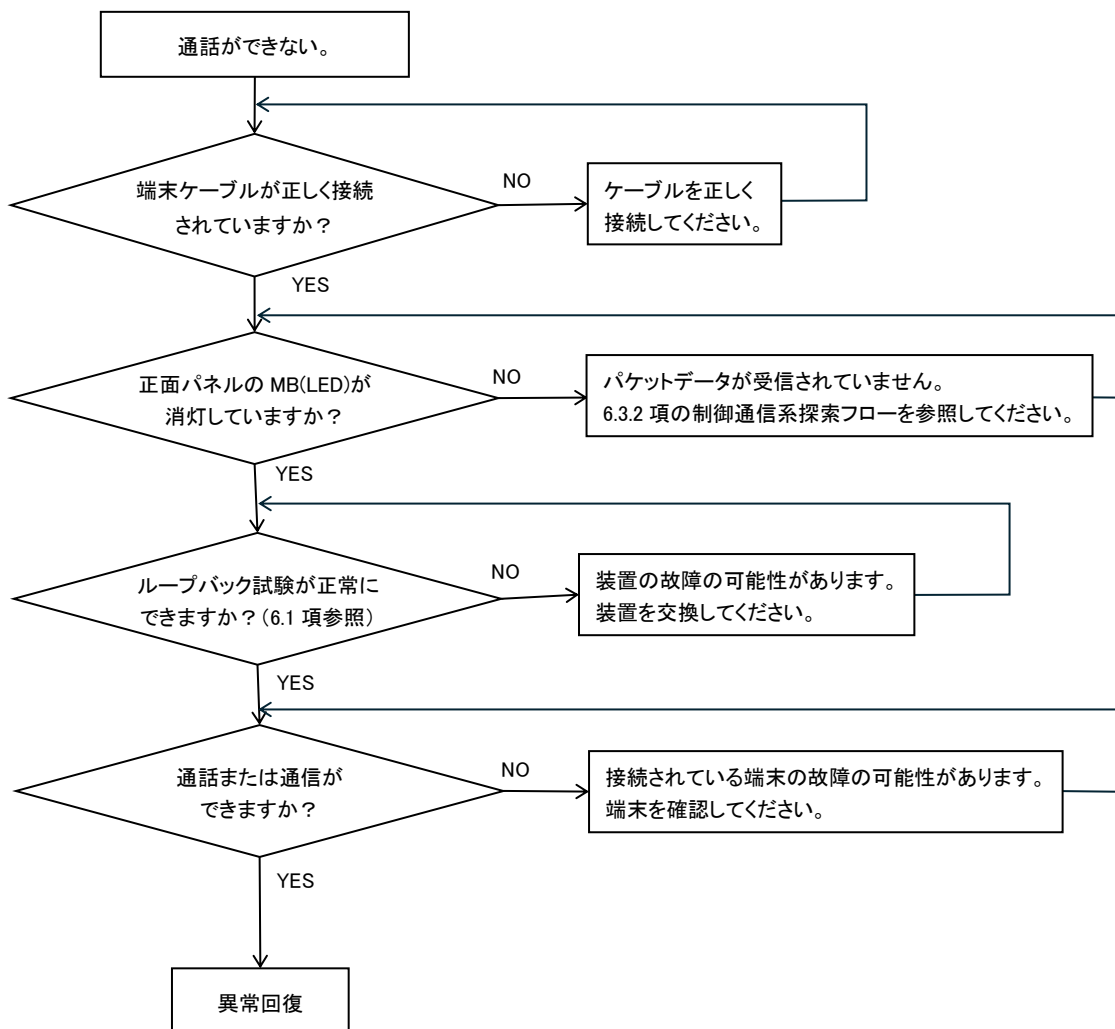 通話ができない。
端末ケーブルが正しく接続
されていますか？
NO
ケーブルを正しく
接続してください。
YES
正面パネルの MB(LED)が
消灯していますか？
NO
パケットデータが受信されていません。
6.3.2 項の制御通信系探索フローを参照してください。
YES
ループバック試験が正常に
できますか？(6.1 項参照)
NO
装置の故障の可能性があります。
装置を交換してください。
YES
通話または通信が
できますか？
NO
接続されている端末の故障の可能性があります。
端末を確認してください。
YES
異常回復